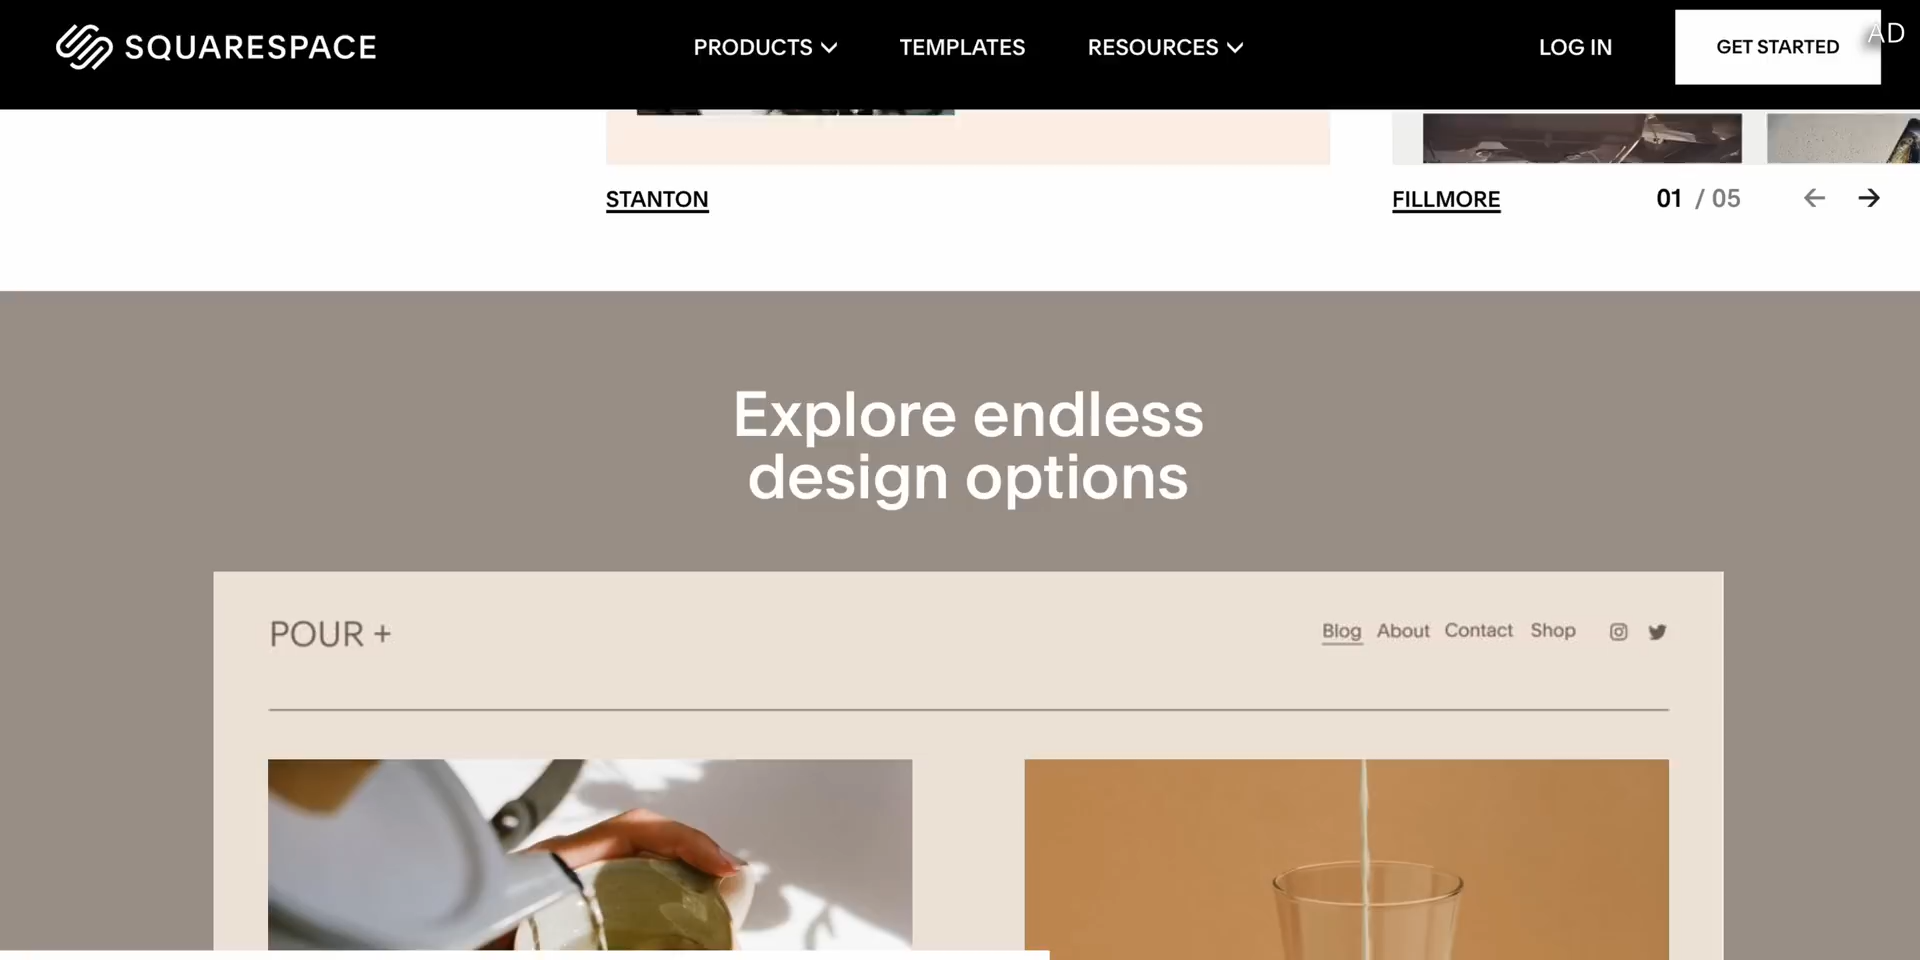 SQUARESPACE
PRODUCTS
TEMPLATES
RESOURCES
LOG IN
GET STARTED
AD
STANTON
FILLMORE
01 / 05
Explore endless
design options
POUR +
Blog
About
Contact
Shop